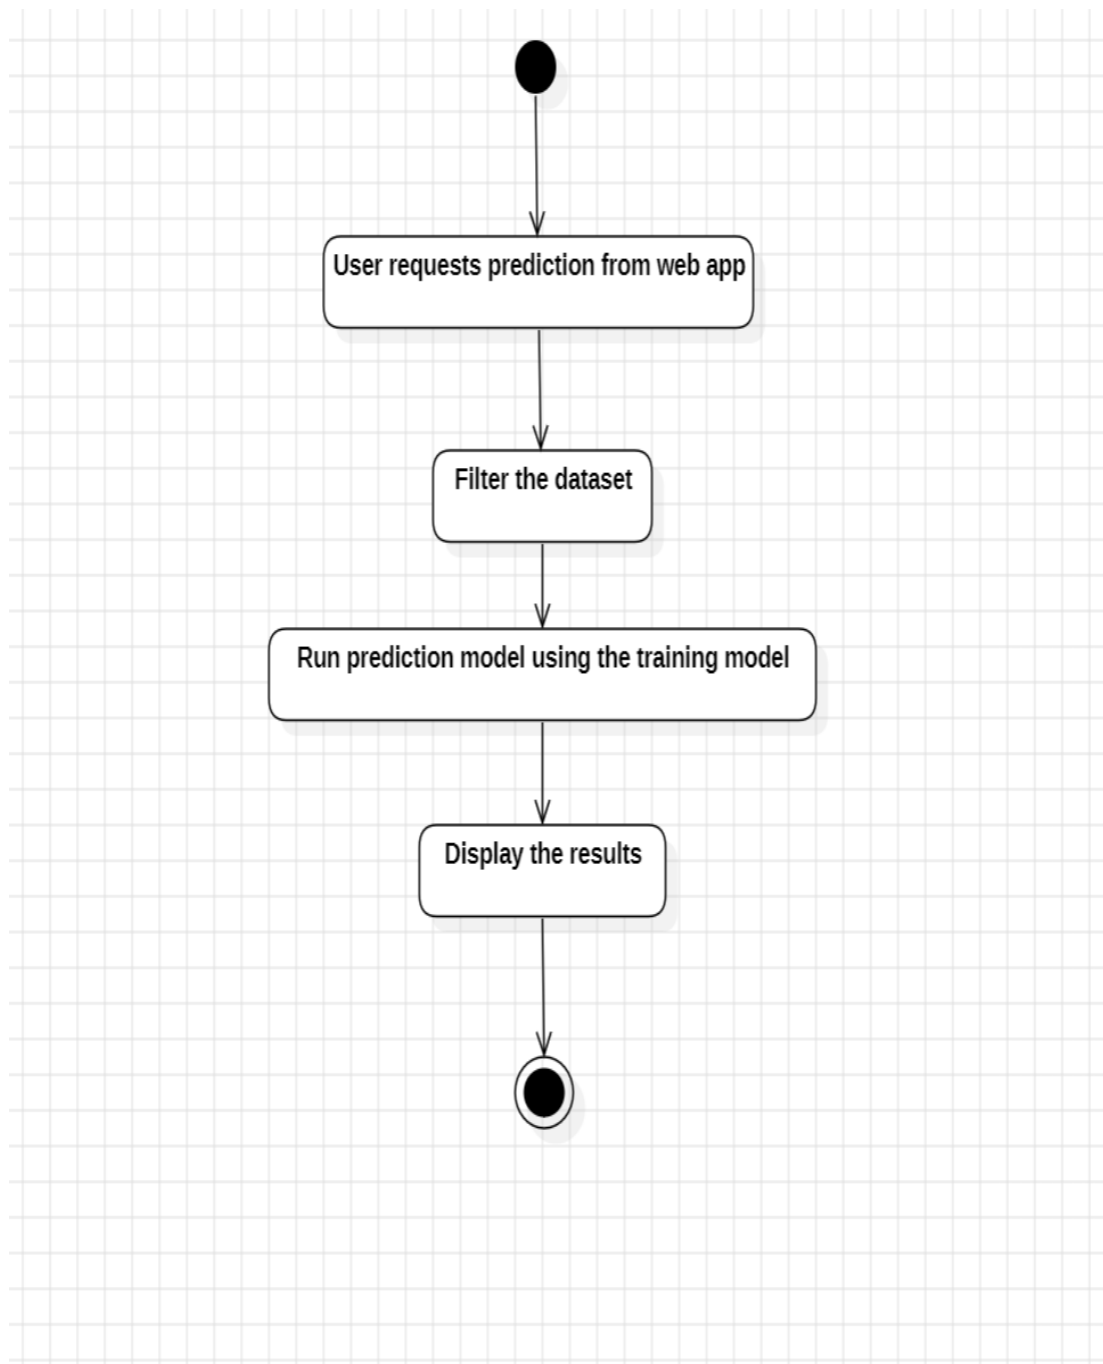 User requests prediction from web app
Filter the dataset
Run prediction model using the training model
Display the results